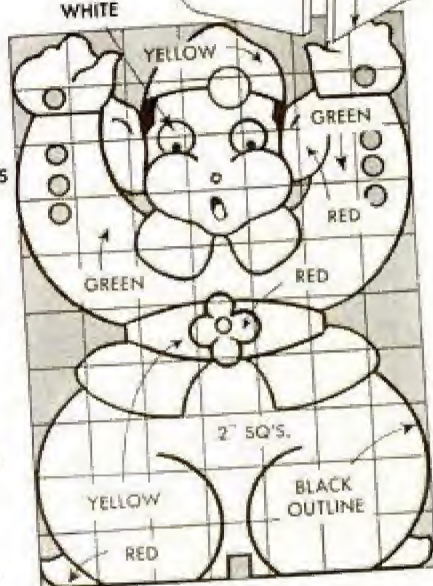 WHITE
YELLOW
GREEN
S
RED
GREEN
RED
2" SQ'S.
YELLOW
BLACK
OUTLINE
RED